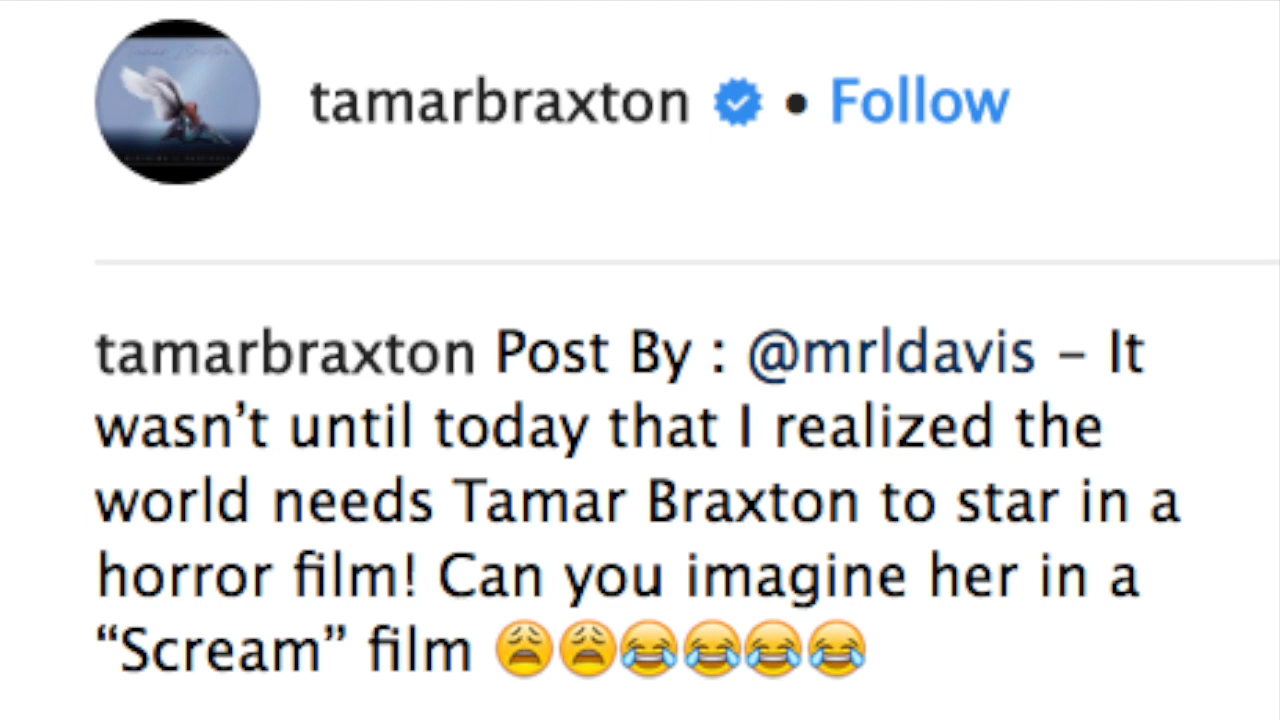 tamarbraxton • Follow
tamarbraxton Post By : @mrldavis – It
wasn’t until today that I realized the
world needs Tamar Braxton to star in a
horror film! Can you imagine her in a
“Scream” film 😩😩😂😂😂😂